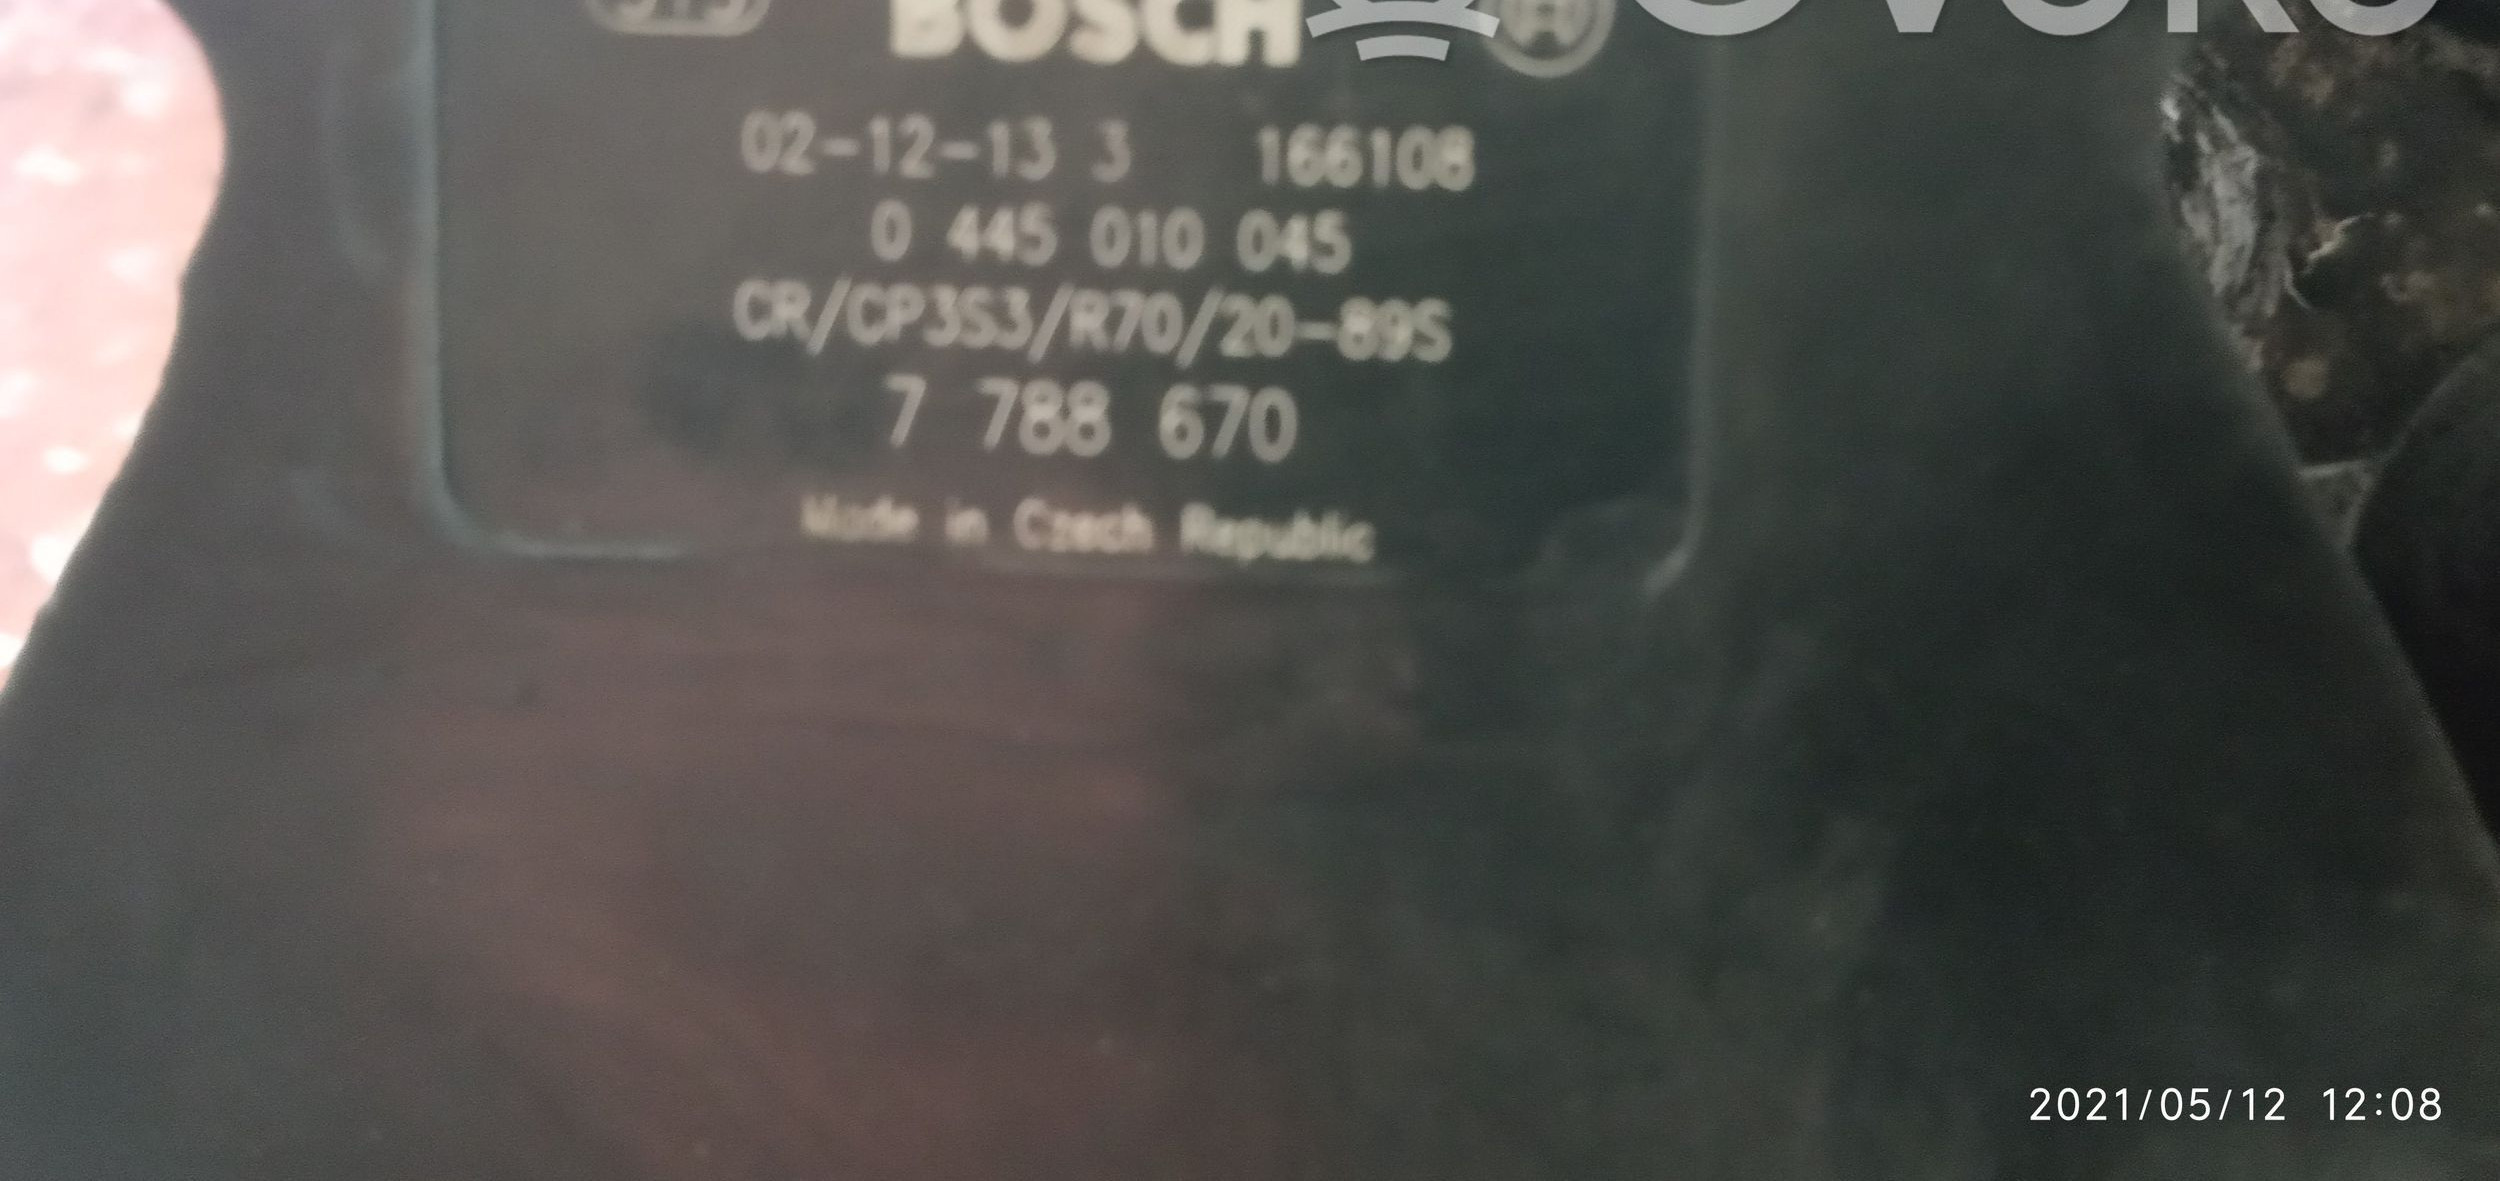 BOSCH
02-12-13 3 166108
0 445 010 045
CR/CP3S3/R70/20-89S
7 788 670
Made in Czech Republic
2021/05/12 12:08